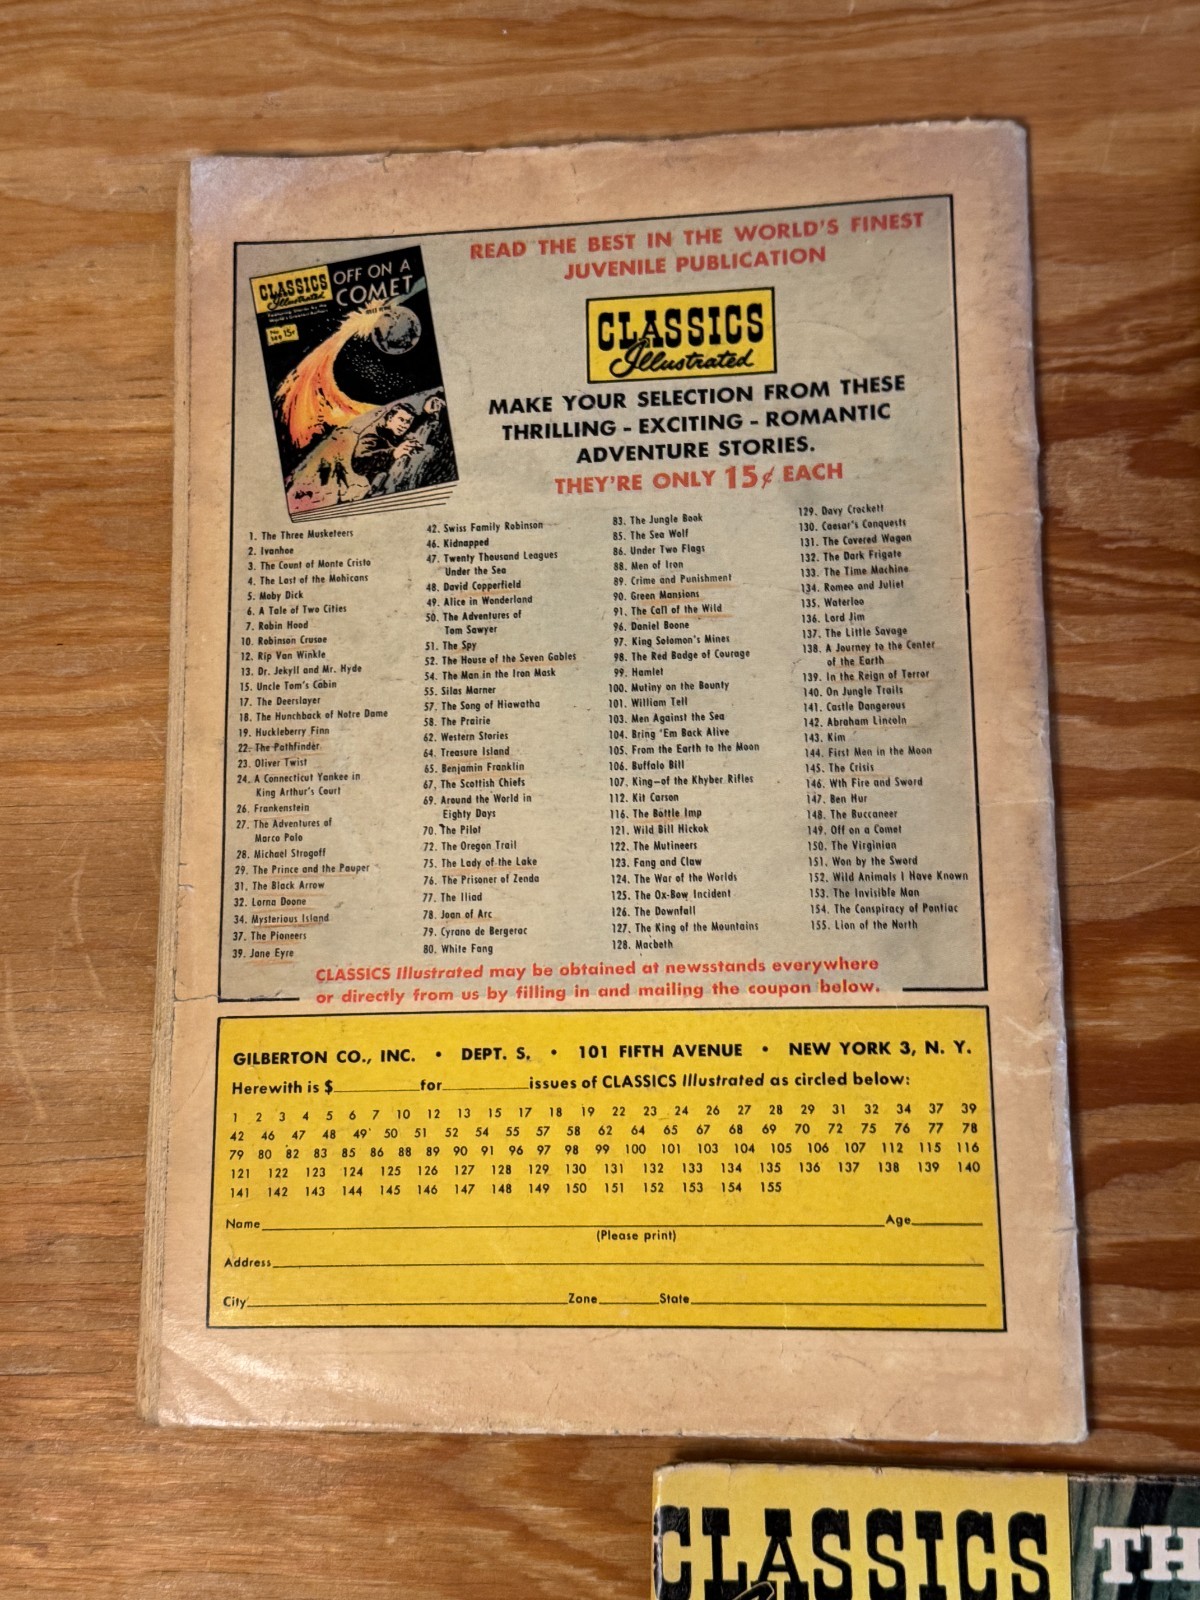 READ THE BEST IN THE WORLD'S FINEST
JUVENILE PUBLICATION
CLASSICS
Illustrated
OFF ON A
COMET
Featuring Stories by the
World's Greatest Authors
No.
149 15¢
JULES VERNE
CLASSICS
Illustrated
MAKE YOUR SELECTION FROM THESE
THRILLING - EXCITING - ROMANTIC
ADVENTURE STORIES.
THEY'RE ONLY 15¢ EACH
1. The Three Musketeers
2. Ivanhoe
3. The Count of Monte Cristo
4. The Last of the Mohicans
5. Moby Dick
6. A Tale of Two Cities
7. Robin Hood
10. Robinson Crusoe
12. Rip Van Winkle
13. Dr. Jekyll and Mr. Hyde
15. Uncle Tom's Cabin
17. The Deerslayer
18. The Hunchback of Notre Dame
19. Huckleberry Finn
22. The Pathfinder
23. Oliver Twist
24. A Connecticut Yankee in
King Arthur's Court
26. Frankenstein
27. The Adventures of
Marco Polo
28. Michael Strogoff
29. The Prince and the Pauper
31. The Black Arrow
32. Lorna Doone
34. Mysterious Island
37. The Pioneers
39. Jane Eyre
42. Swiss Family Robinson
46. Kidnapped
47. Twenty Thousand Leagues
Under the Sea
48. David Copperfield
49. Alice in Wonderland
50. The Adventures of
Tom Sawyer
51. The Spy
52. The House of the Seven Gables
54. The Man in the Iron Mask
55. Silas Marner
57. The Song of Hiawatha
58. The Prairie
62. Western Stories
64. Treasure Island
65. Benjamin Franklin
67. The Scottish Chiefs
69. Around the World in
Eighty Days
70. The Pilot
72. The Oregon Trail
75. The Lady of the Lake
76. The Prisoner of Zenda
77. The Iliad
78. Joan of Arc
79. Cyrano de Bergerac
80. White Fang
83. The Jungle Book
85. The Sea Wolf
86. Under Two Flags
88. Men of Iron
89. Crime and Punishment
90. Green Mansions
91. The Call of the Wild
96. Daniel Boone
97. King Solomon's Mines
98. The Red Badge of Courage
99. Hamlet
100. Mutiny on the Bounty
101. William Tell
103. Men Against the Sea
104. Bring 'Em Back Alive
105. From the Earth to the Moon
106. Buffalo Bill
107. King—of the Khyber Rifles
112. Kit Carson
116. The Bottle Imp
121. Wild Bill Hickok
122. The Mutineers
123. Fang and Claw
124. The War of the Worlds
125. The Ox-Bow Incident
126. The Downfall
127. The King of the Mountains
128. Macbeth
129. Davy Crockett
130. Caesar's Conquests
131. The Covered Wagon
132. The Dark Frigate
133. The Time Machine
134. Romeo and Juliet
135. Waterloo
136. Lord Jim
137. The Little Savage
138. A Journey to the Center
of the Earth
139. In the Reign of Terror
140. On Jungle Trails
141. Castle Dangerous
142. Abraham Lincoln
143. Kim
144. First Men in the Moon
145. The Crisis
146. Wth Fire and Sword
147. Ben Hur
148. The Buccaneer
149. Off on a Comet
150. The Virginian
151. Won by the Sword
152. Wild Animals I Have Known
153. The Invisible Man
154. The Conspiracy of Pontiac
155. Lion of the North
CLASSICS Illustrated may be obtained at newsstands everywhere
or directly from us by filling in and mailing the coupon below.
GILBERTON CO., INC. • DEPT. S. • 101 FIFTH AVENUE • NEW YORK 3, N. Y.
Herewith is $ for issues of CLASSICS Illustrated as circled below:
1 2 3 4 5 6 7 10 12 13 15 17 18 19 22 23 24 26 27 28 29 31 32 34 37 39
42 46 47 48 49 50 51 52 54 55 57 58 62 64 65 67 68 69 70 72 75 76 77 78
79 80 82 83 85 86 88 89 90 91 96 97 98 99 100 101 103 104 105 106 107 112 115 116
121 122 123 124 125 126 127 128 129 130 131 132 133 134 135 136 137 138 139 140
141 142 143 144 145 146 147 148 149 150 151 152 153 154 155
Name Age
(Please print)
Address
City Zone State
CLASSICS TH